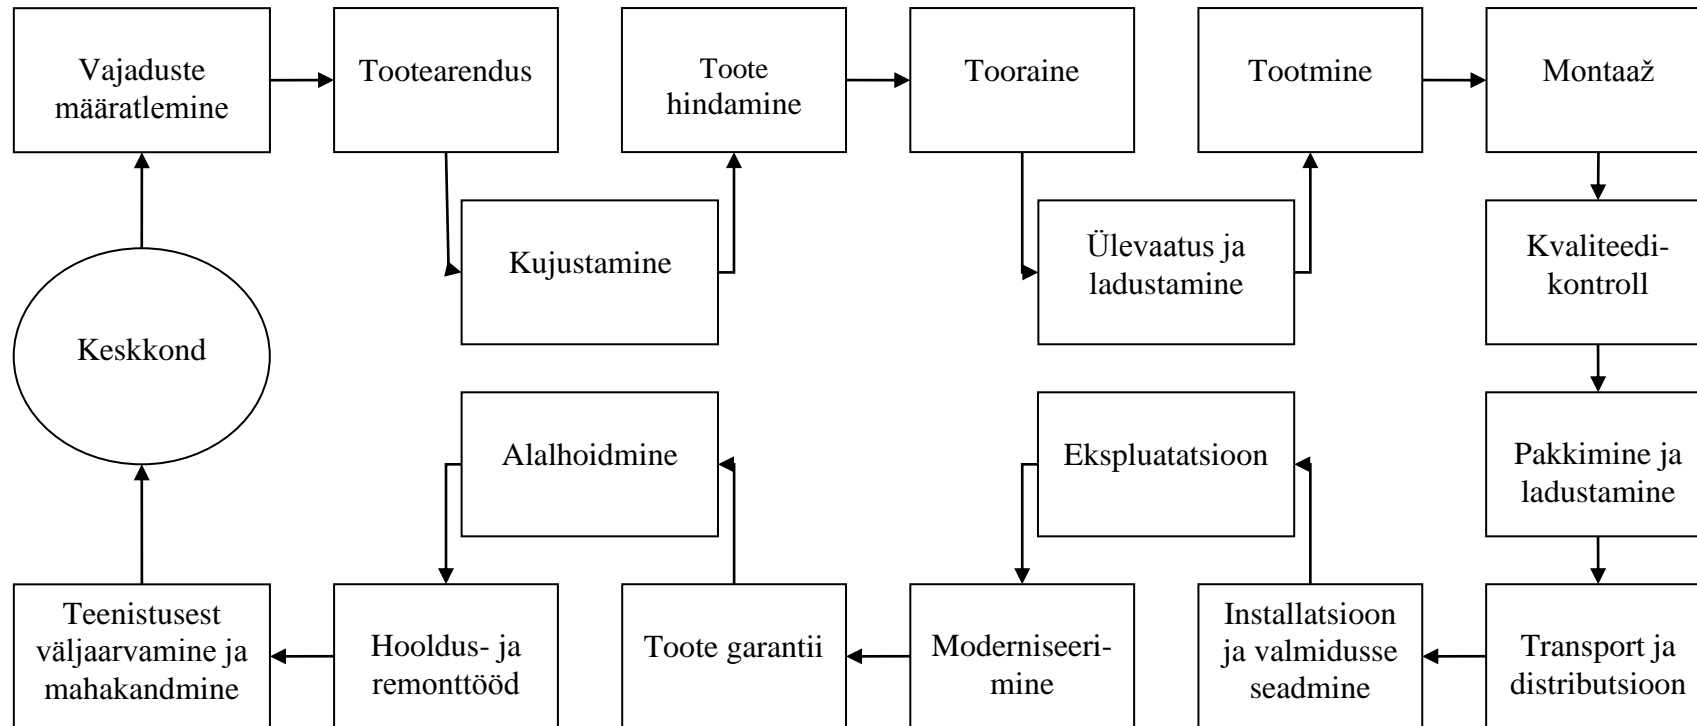 Vajaduste
määratlemine
Tootearendus
Toote
hindamine
Tooraine
Tootmine
Montaaž
Kujustamine
Ülevaatus ja
ladustamine
Kvaliteedi-
kontroll
Keskkond
Alalhoidmine
Ekspluatatsioon
Pakkimine ja
ladustamine
Teenistusest
väljaarvamine ja
mahakandmine
Hooldus- ja
remonttööd
Toote garantii
Moderniseeri-
mine
Installatsioon
ja valmidusse
seadmine
Transport ja
distributsioon